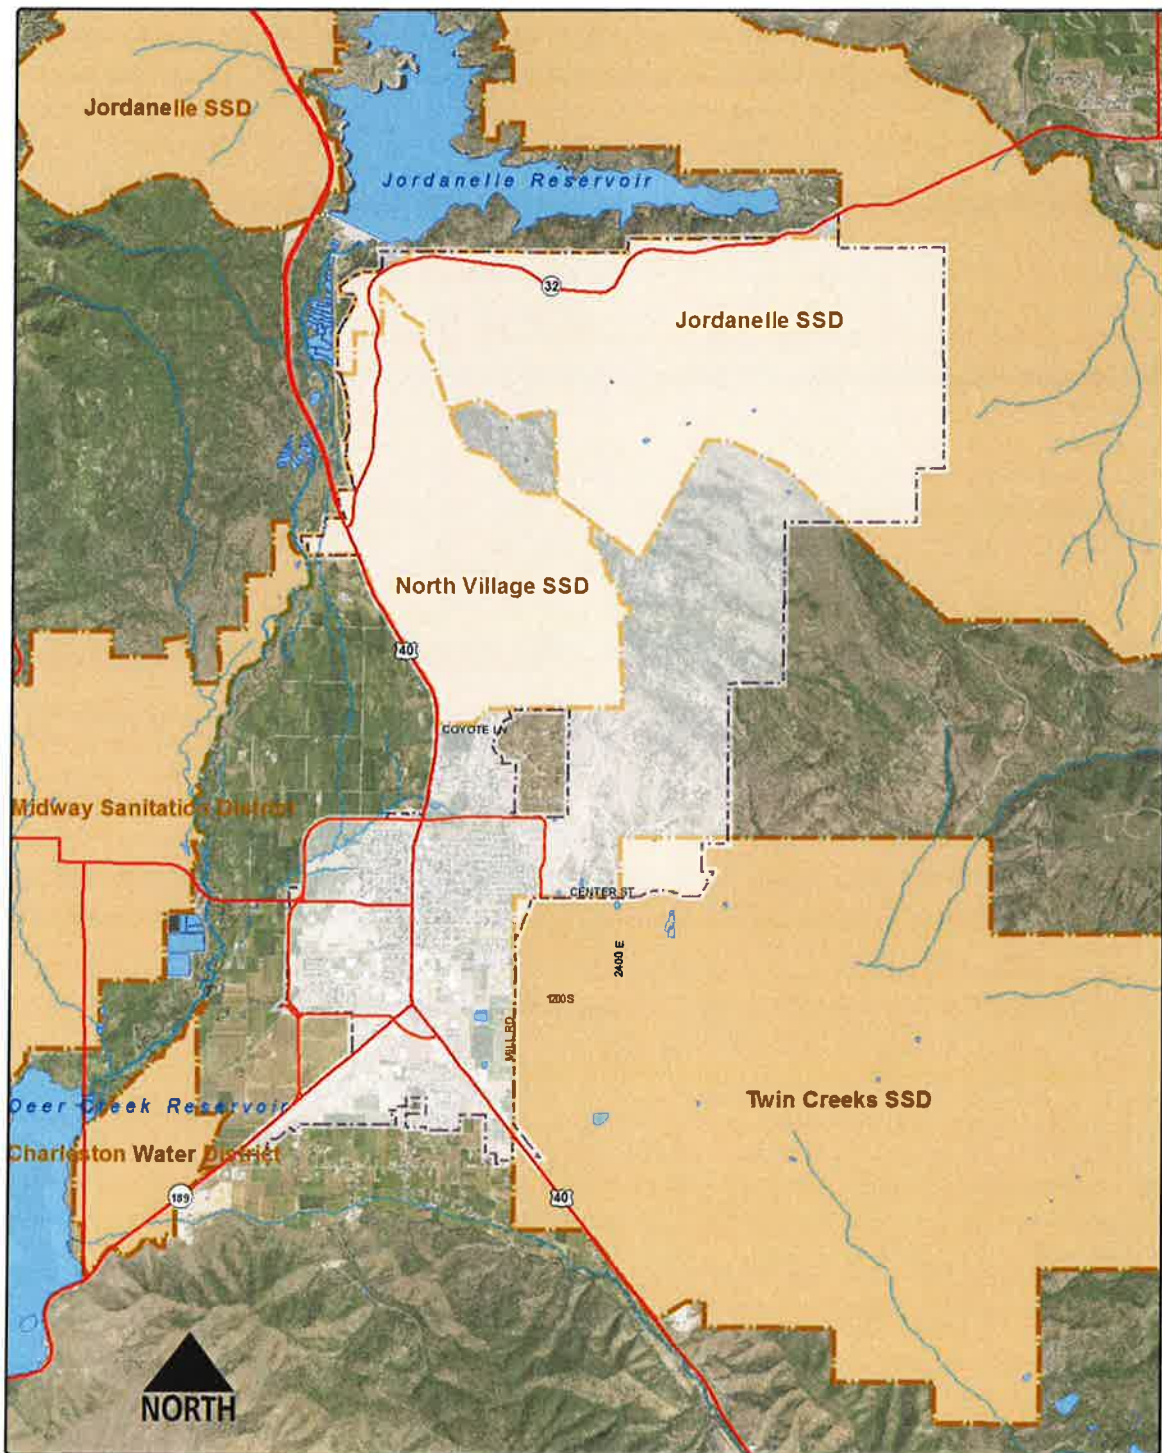 Jordanelle SSD
Jordanelle Reservoir
32
Jordanelle SSD
North Village SSD
40
COYOTE LN
Midway Sanitation District
CENTER ST
2400 E
1200 S
MILL RD
Deer Creek Reservoir
Twin Creeks SSD
Charleston Water District
189
40
NORTH